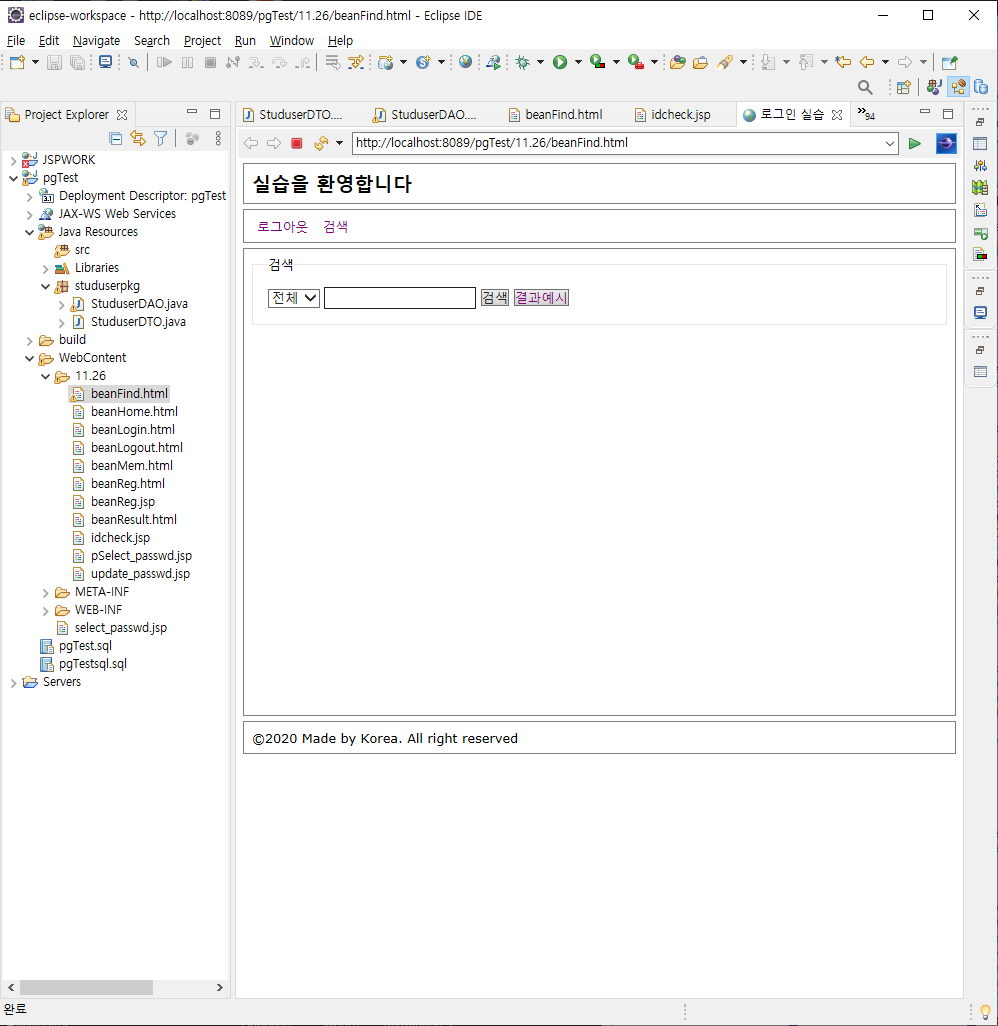 eclipse-workspace - http://localhost:8089/pgTest/11.26/beanFind.html - Eclipse IDE
File Edit Navigate Search Project Run Window Help
Project Explorer
JSPWORK
pgTest
Deployment Descriptor: pgTest
JAX-WS Web Services
Java Resources
src
Libraries
studuserpkg
StuduserDAO.java
StuduserDTO.java
build
WebContent
11.26
beanFind.html
beanHome.html
beanLogin.html
beanLogout.html
beanMem.html
beanReg.html
beanReg.jsp
beanResult.html
idcheck.jsp
pSelect_passwd.jsp
update_passwd.jsp
META-INF
WEB-INF
select_passwd.jsp
pgTest.sql
pgTestsql.sql
Servers
StuduserDTO.... StuduserDAO.... beanFind.html idcheck.jsp 로그인 실습 »94
http://localhost:8089/pgTest/11.26/beanFind.html
실습을 환영합니다
로그아웃 검색
검색
전체 검색 결과예시
©2020 Made by Korea. All right reserved
완료